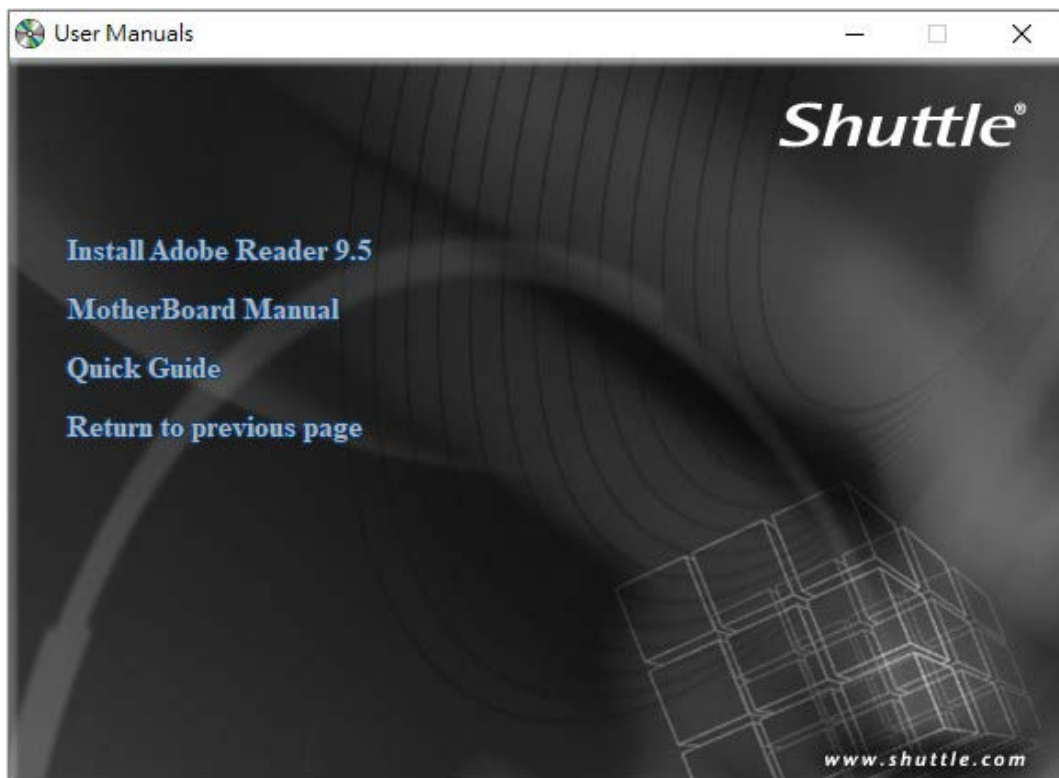 User Manuals
Shuttle®
Install Adobe Reader 9.5
MotherBoard Manual
Quick Guide
Return to previous page
www.shuttle.com